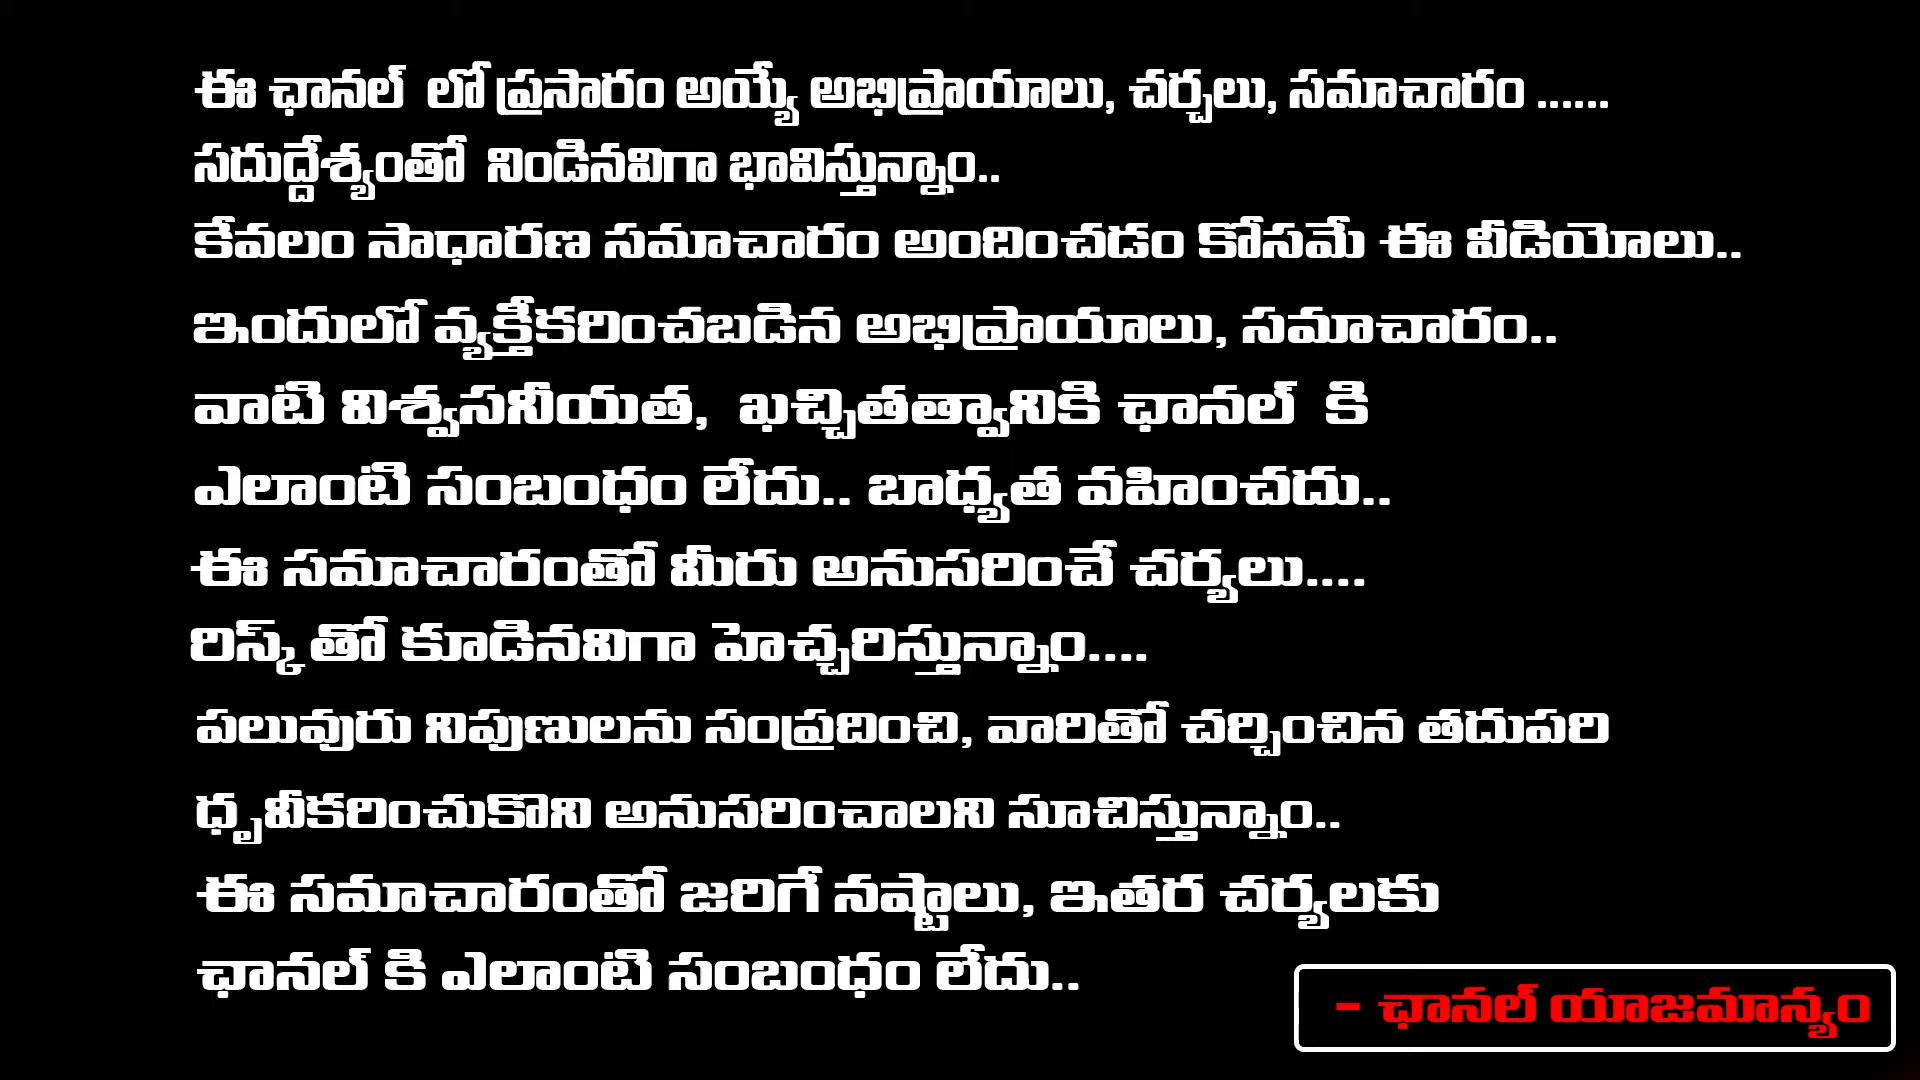 ఈ ఛానల్ లో ప్రసారం అయ్యే అభిప్రాయాలు, చర్చలు, సమాచారం ......
సదుద్దేశ్యంతో నిండినవిగా భావిస్తున్నాం..
కేవలం సాధారణ సమాచారం అందించడం కోసమే ఈ వీడియోలు..
ఇందులో వ్యక్తీకరించబడిన అభిప్రాయాలు, సమాచారం..
వాటి విశ్వసనీయత, ఖచ్చితత్వానికి ఛానల్ కి
ఎలాంటి సంబంధం లేదు.. బాధ్యత వహించదు..
ఈ సమాచారంతో మీరు అనుసరించే చర్యలు....
రిస్క్ తో కూడినవిగా హెచ్చరిస్తున్నాం....
పలువురు నిపుణులను సంప్రదించి, వారితో చర్చించిన తదుపరి
ధృవీకరించుకొని అనుసరించాలని సూచిస్తున్నాం..
ఈ సమాచారంతో జరిగే నష్టాలు, ఇతర చర్యలకు
ఛానల్ కి ఎలాంటి సంబంధం లేదు..
- ఛానల్ యాజమాన్యం